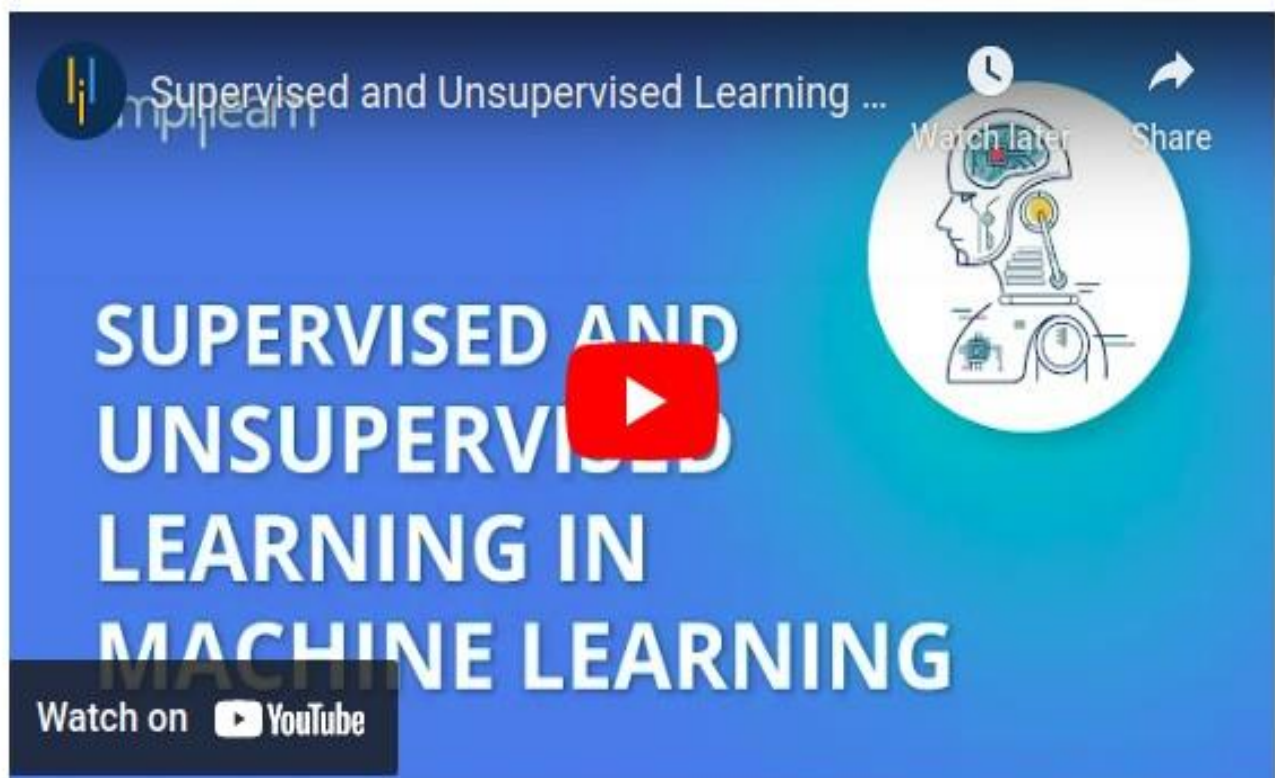 Supervised and Unsupervised Learning ...
Watch later
Share
SUPERVISED AND
UNSUPERVISED
LEARNING IN
MACHINE LEARNING
Watch on YouTube